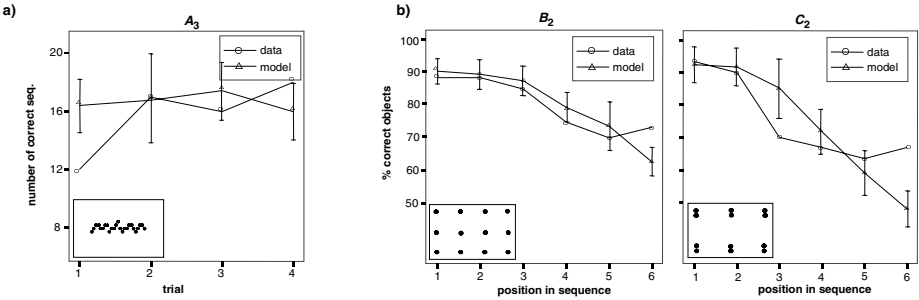 a)
A3
number of correct seq.
20
16
12
8
data
model
1 2 3 4
trial
b)
B2
% correct objects
100
90
80
70
60
50
data
model
1 2 3 4 5 6
position in sequence
C2
data
model
1 2 3 4 5 6
position in sequence